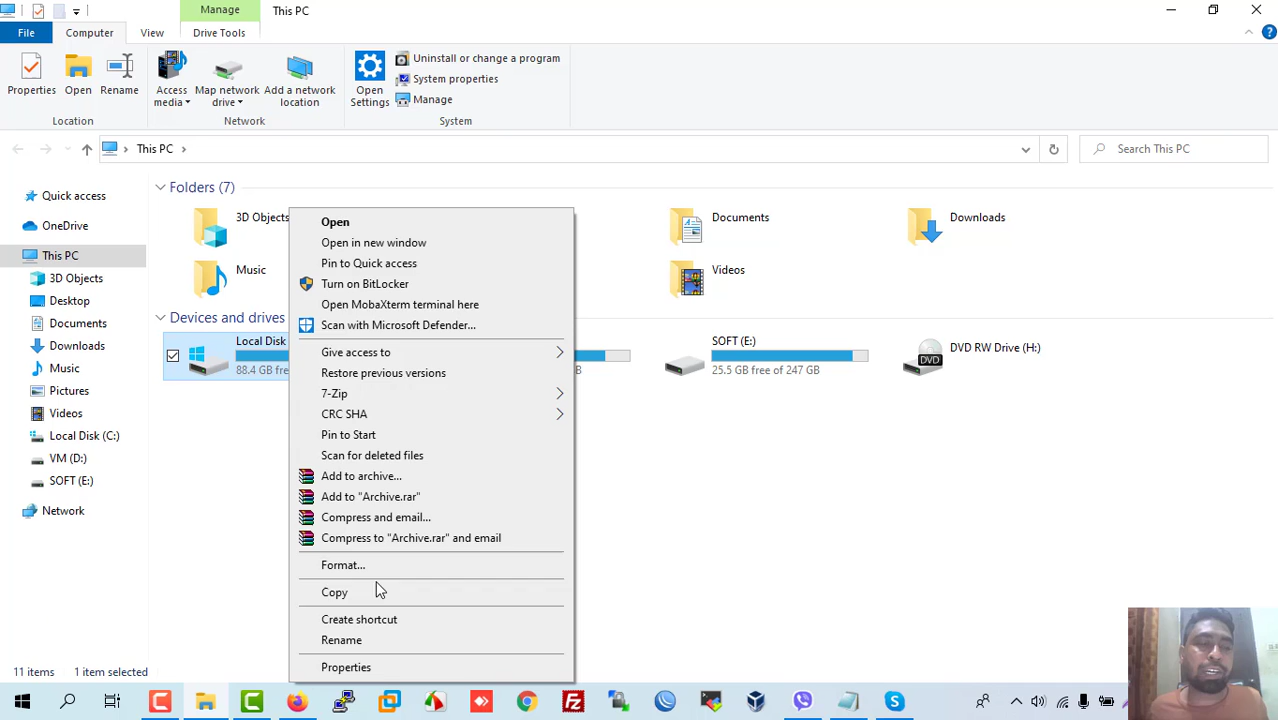 Manage
This PC
File
Computer
View
Drive Tools
Properties
Open
Rename
Access media
Map network drive
Add a network location
Open Settings
Uninstall or change a program
System properties
Manage
Location
Network
System
This PC
Search This PC
Quick access
OneDrive
This PC
3D Objects
Desktop
Documents
Downloads
Music
Pictures
Videos
Local Disk (C:)
VM (D:)
SOFT (E:)
Network
Folders (7)
3D Objects
Documents
Downloads
Music
Videos
Devices and drives
Local Disk
88.4 GB free
SOFT (E:)
25.5 GB free of 247 GB
DVD RW Drive (H:)
DVD
Open
Open in new window
Pin to Quick access
Turn on BitLocker
Open MobaXterm terminal here
Scan with Microsoft Defender...
Give access to
Restore previous versions
7-Zip
CRC SHA
Pin to Start
Scan for deleted files
Add to archive...
Add to "Archive.rar"
Compress and email...
Compress to "Archive.rar" and email
Format...
Copy
Create shortcut
Rename
Properties
11 items
1 item selected